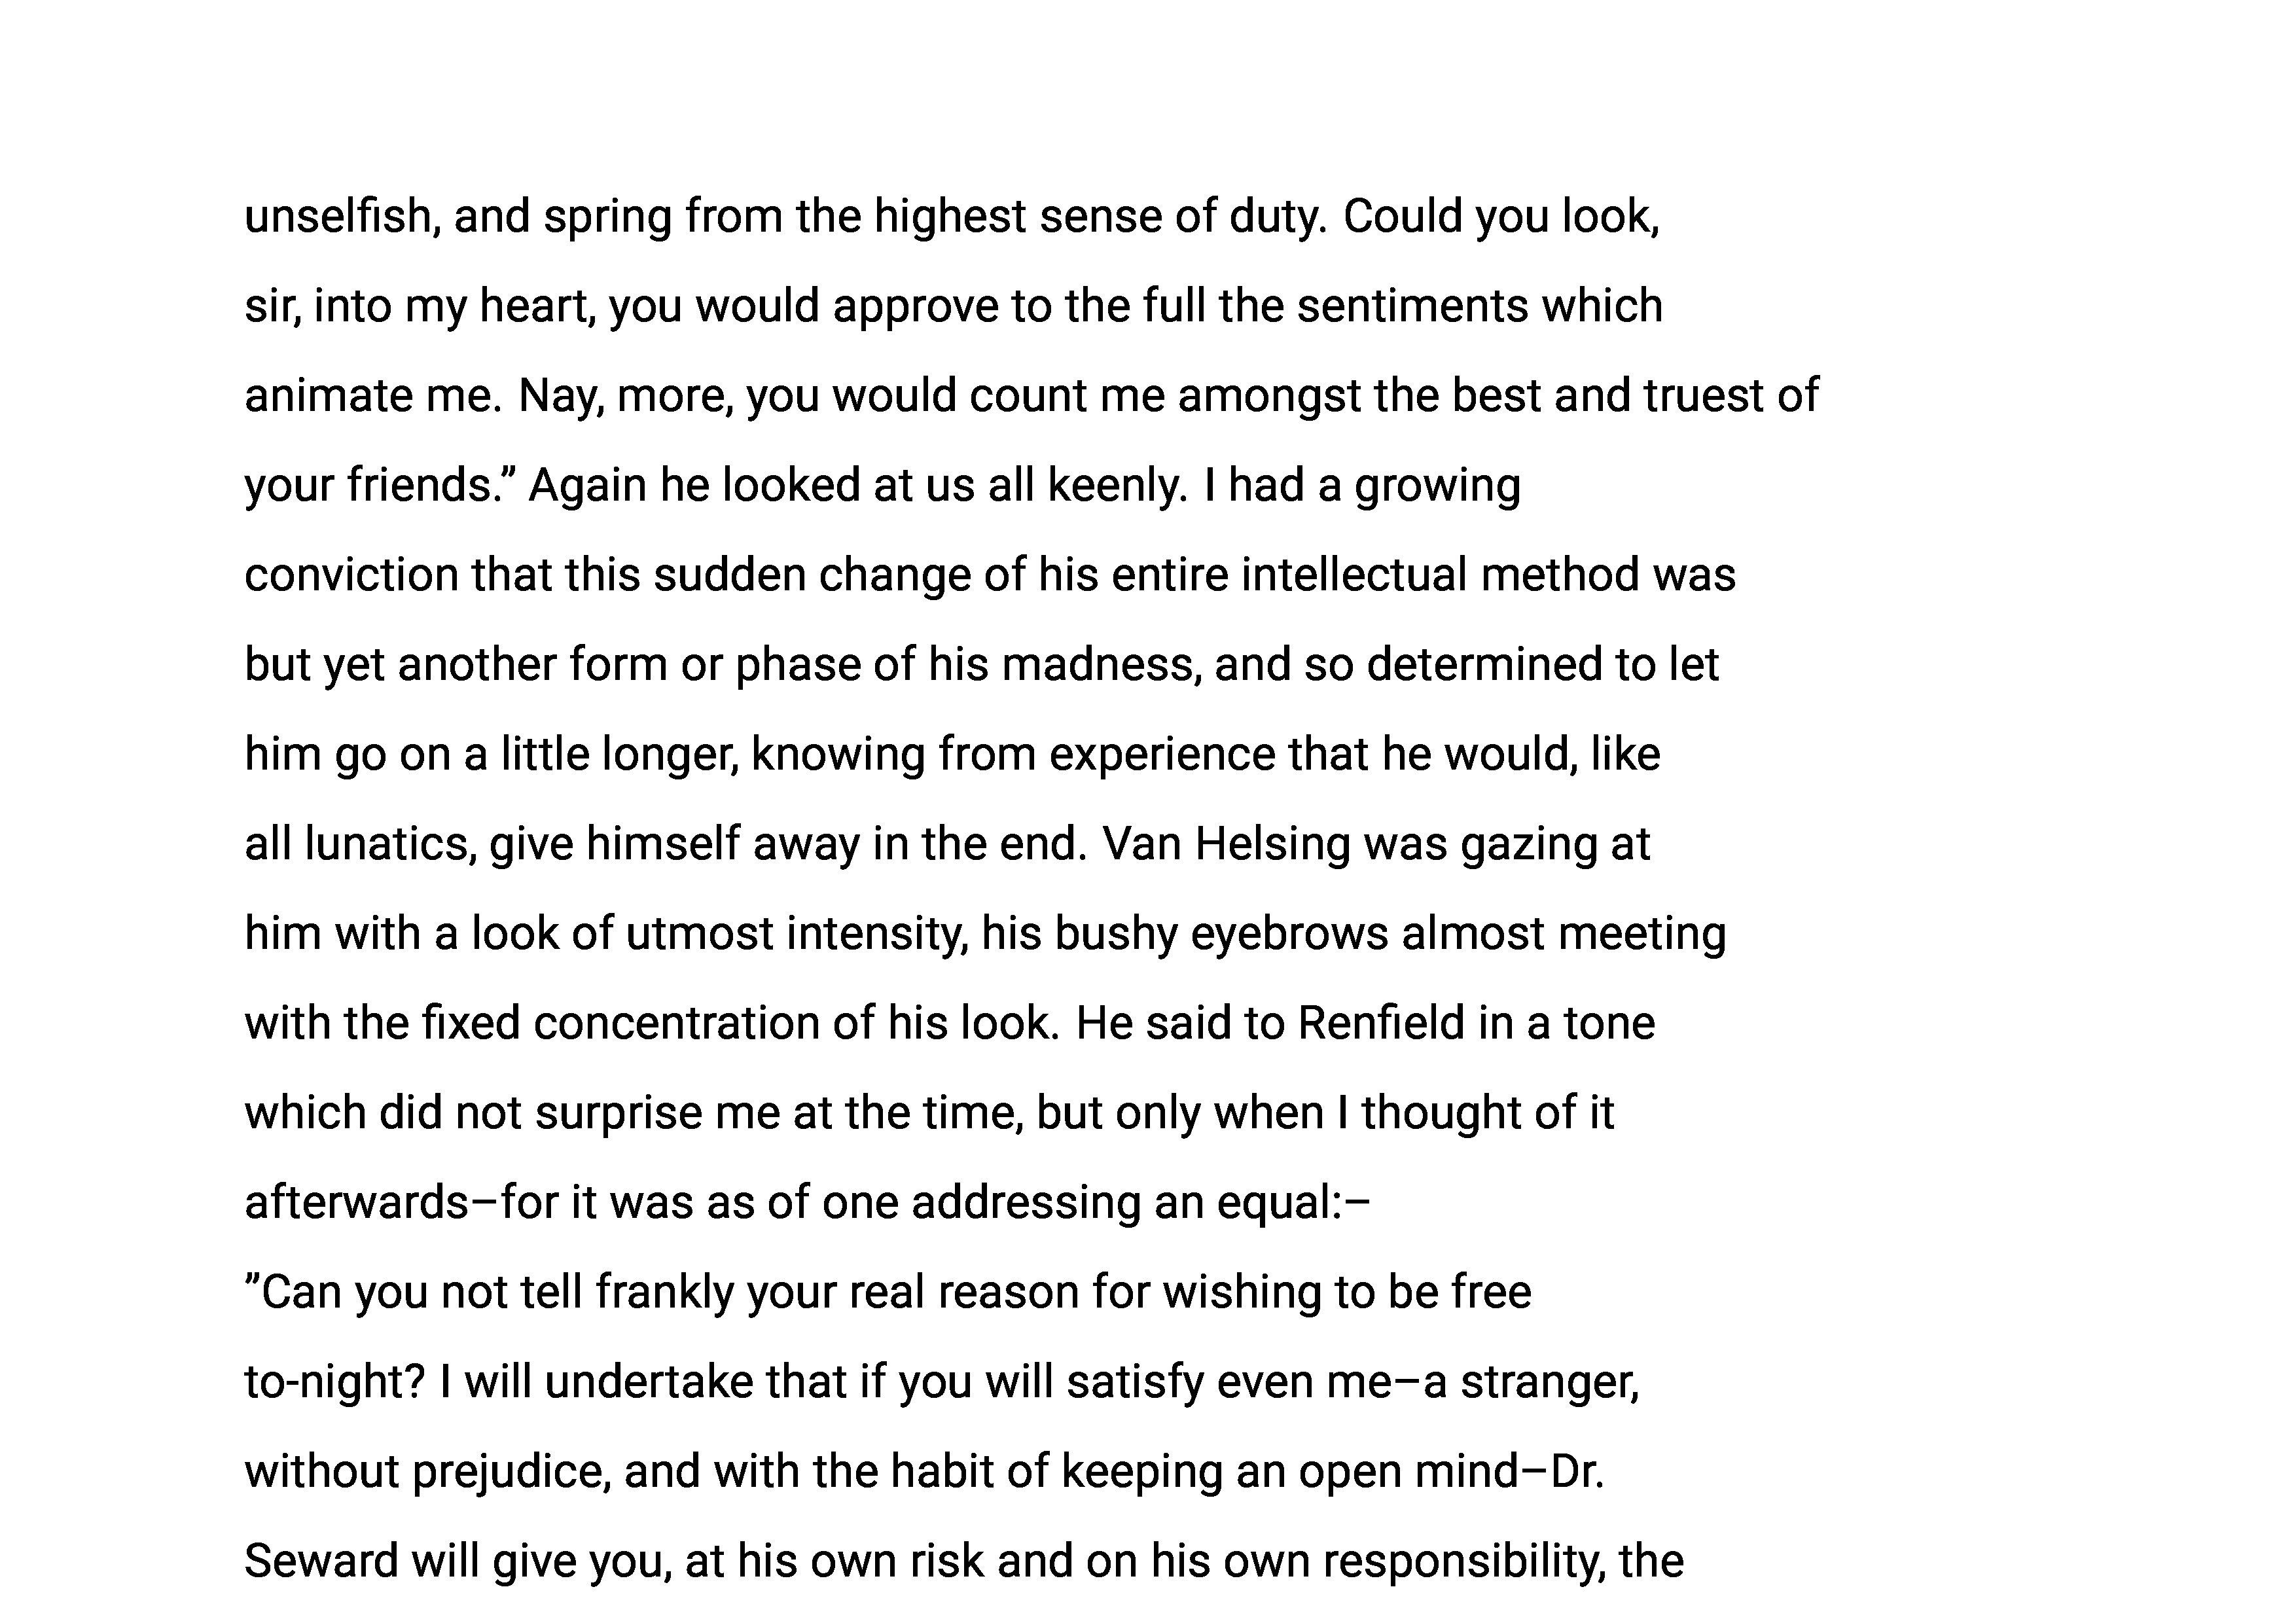 unselfish, and spring from the highest sense of duty. Could you look,
sir, into my heart, you would approve to the full the sentiments which
animate me. Nay, more, you would count me amongst the best and truest of
your friends.” Again he looked at us all keenly. I had a growing
conviction that this sudden change of his entire intellectual method was
but yet another form or phase of his madness, and so determined to let
him go on a little longer, knowing from experience that he would, like
all lunatics, give himself away in the end. Van Helsing was gazing at
him with a look of utmost intensity, his bushy eyebrows almost meeting
with the fixed concentration of his look. He said to Renfield in a tone
which did not surprise me at the time, but only when I thought of it
afterwards–for it was as of one addressing an equal:–
”Can you not tell frankly your real reason for wishing to be free
to-night? I will undertake that if you will satisfy even me–a stranger,
without prejudice, and with the habit of keeping an open mind–Dr.
Seward will give you, at his own risk and on his own responsibility, the